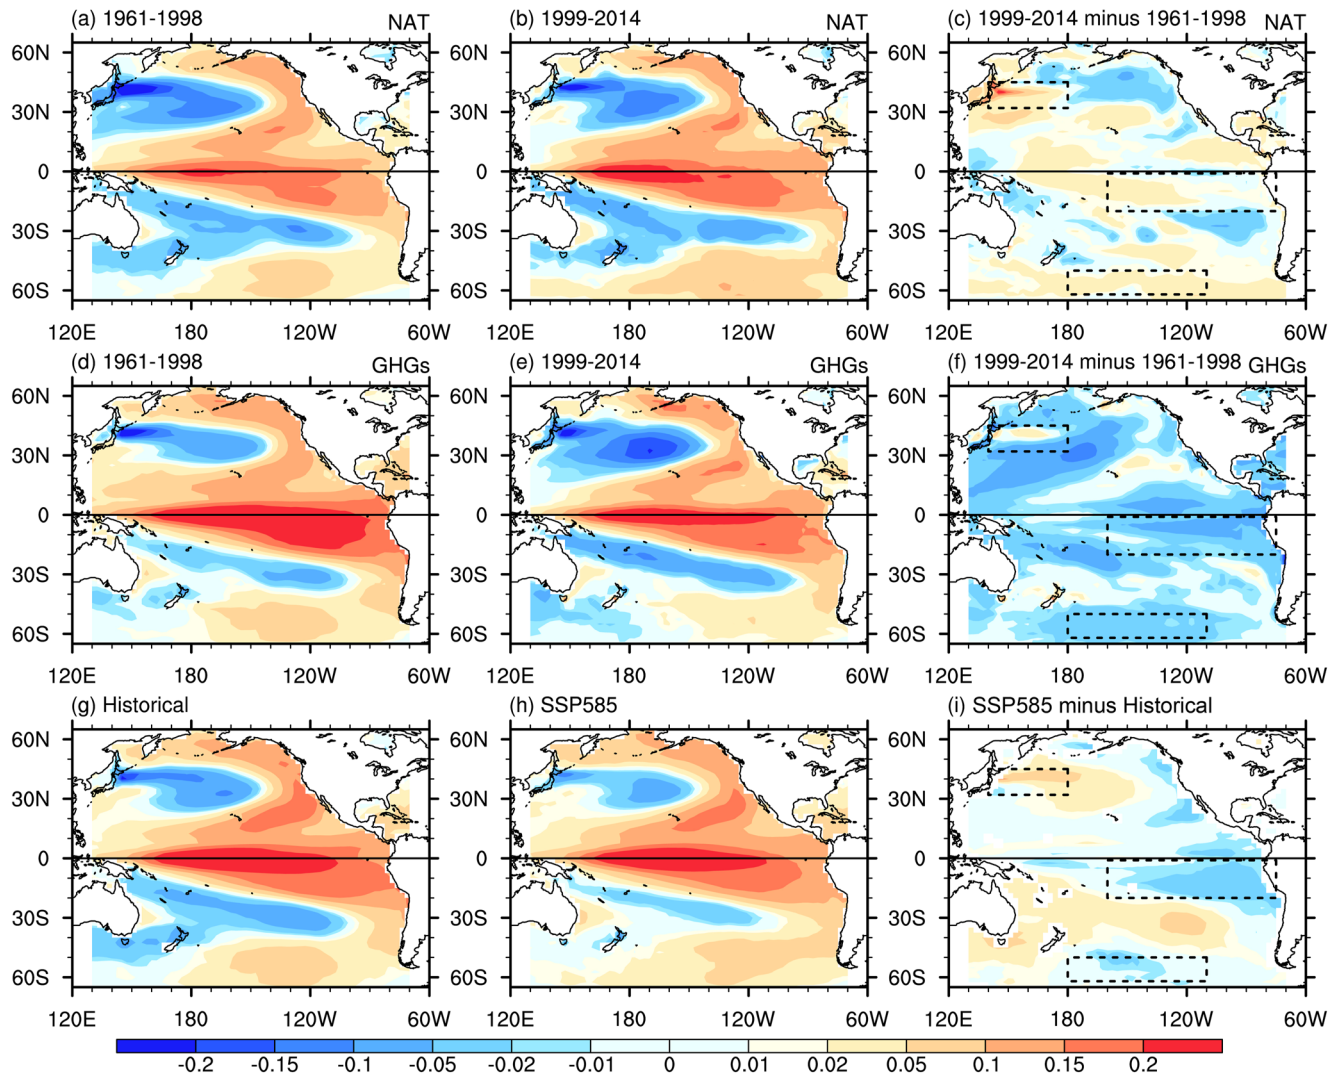 (a) 1961-1998 NAT (b) 1999-2014 NAT (c) 1999-2014 minus 1961-1998 NAT
60N 60N 60N
30N 30N 30N
0 0 0
30S 30S 30S
60S 60S 60S
120E 180 120W 60W 120E 180 120W 60W 120E 180 120W 60W
(d) 1961-1998 GHGs (e) 1999-2014 GHGs (f) 1999-2014 minus 1961-1998 GHGs
60N 60N 60N
30N 30N 30N
0 0 0
30S 30S 30S
60S 60S 60S
120E 180 120W 60W 120E 180 120W 60W 120E 180 120W 60W
(g) Historical (h) SSP585 (i) SSP585 minus Historical
60N 60N 60N
30N 30N 30N
0 0 0
30S 30S 30S
60S 60S 60S
120E 180 120W 60W 120E 180 120W 60W 120E 180 120W 60W
-0.2 -0.15 -0.1 -0.05 -0.02 -0.01 0 0.01 0.02 0.05 0.1 0.15 0.2